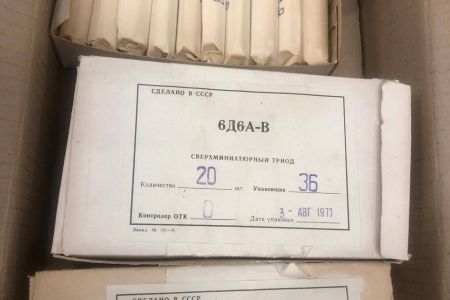 СДЕЛАНО В СССР
6Д6А-В
СВЕРХМИНИАТЮРНЫЙ ТРИОД
Количество 20 шт. Упаковщик 36
Контролер ОТК 0 Дата упаковки 3 - АВГ 1977
СДЕЛАНО В СССР